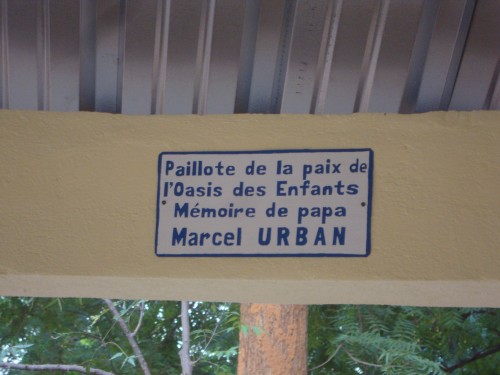 Paillote de la paix de
l'Oasis des Enfants
Mémoire de papa
Marcel URBAN